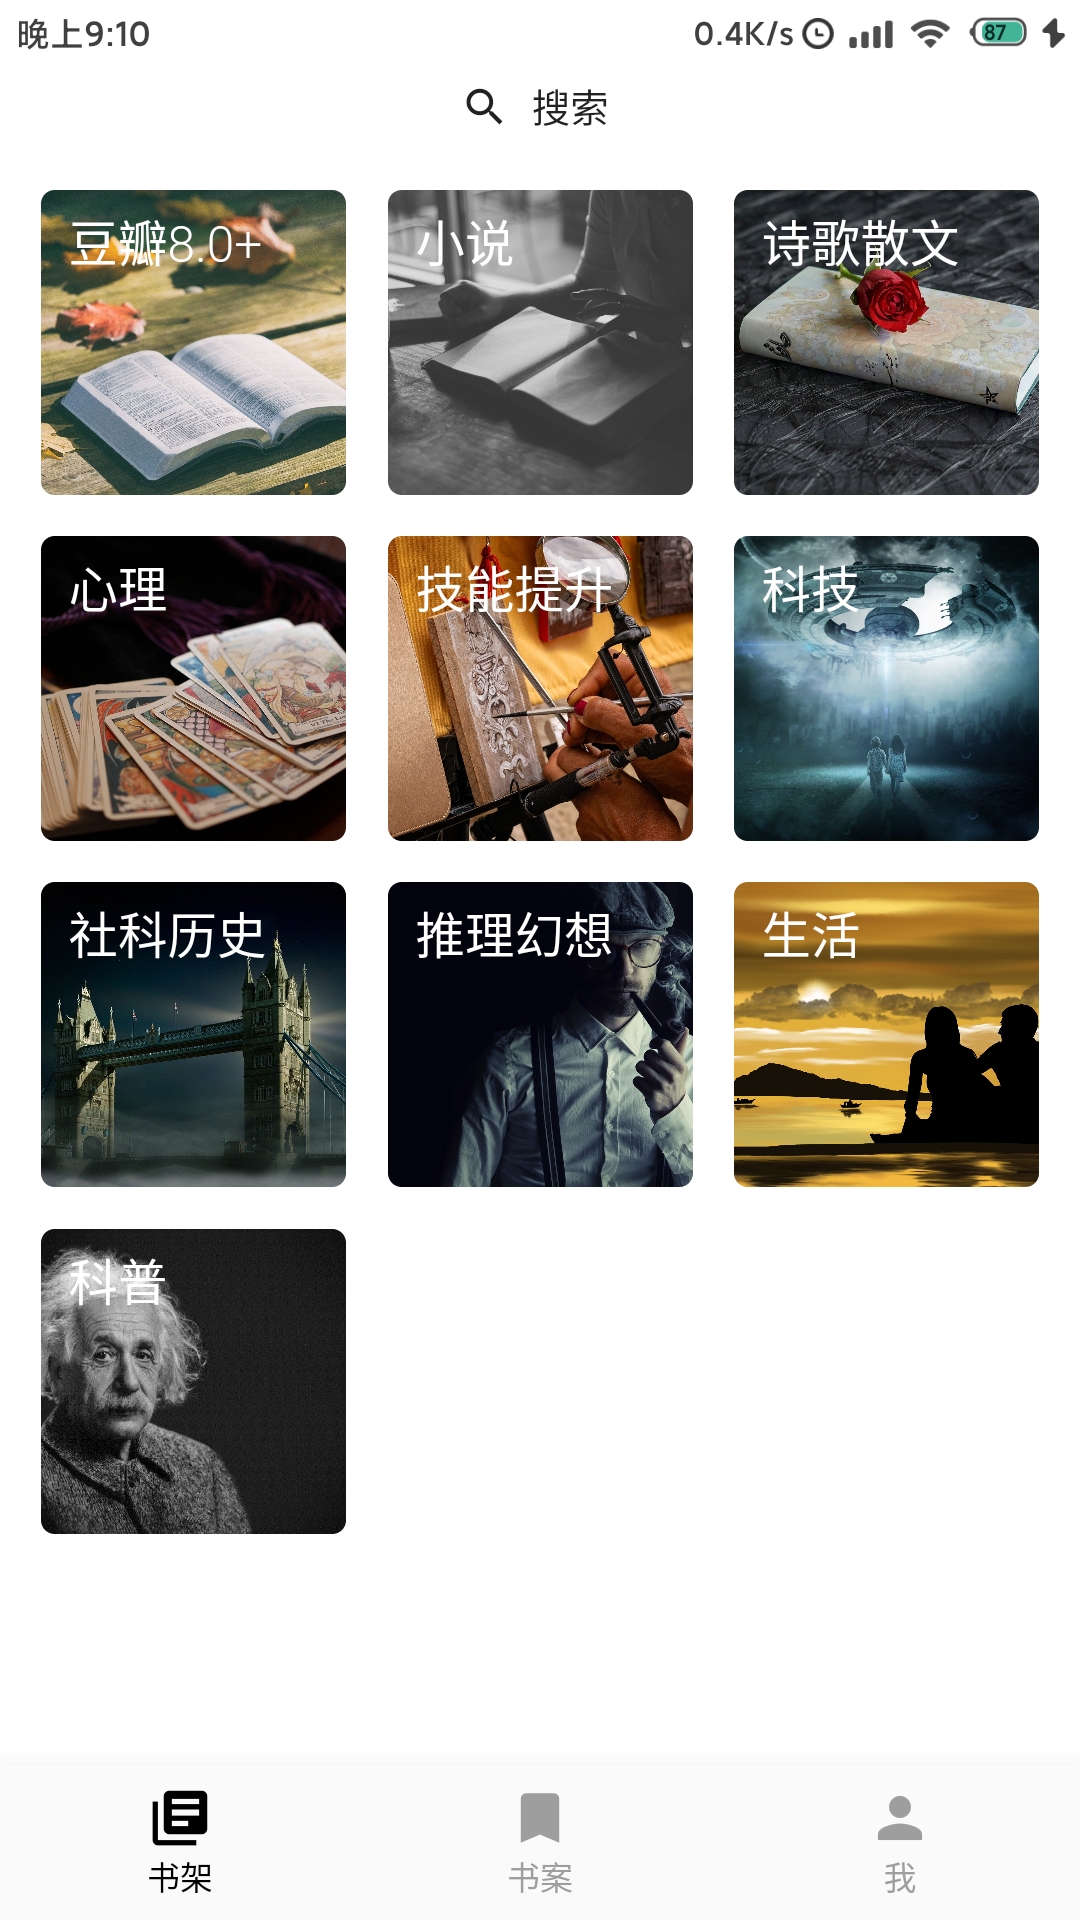 晚上9:10 0.4K/s 87
搜索
豆瓣8.0+ 小说 诗歌散文
心理 技能提升 科技
社科历史 推理幻想 生活
科普
书架 书案 我